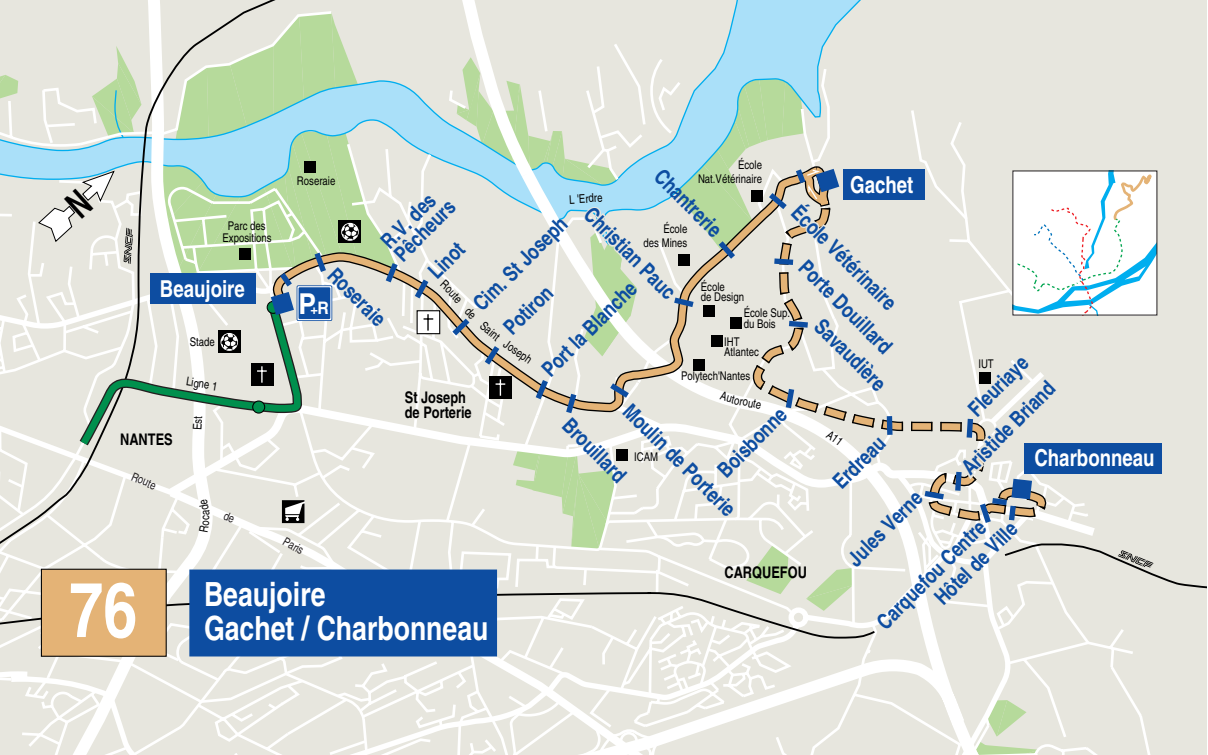 Roseraie
École
Nat.Vétérinaire
Gachet
L 'Erdre
N
SNCF
Parc des
Expositions
R.V. des
Pêcheurs
Linot
Cim. St Joseph
Christian Pauc
Chantrerie
École
des Mines
École Vétérinaire
Beaujoire
P+R
Roseraie
Route
de
Saint
Joseph
Potiron
Port la Blanche
École
de Design
École Sup.
du Bois
IHT
Atlantec
Polytech'Nantes
Porte Douillard
Savaudière
Stade
Ligne 1
St Joseph
de Porterie
Autoroute
A11
IUT
Fleuriaye
Aristide Briand
NANTES
Est
Rocade
Route
de
Paris
Brouillard
Moulin de Porterie
ICAM
Boisbonne
Erdreau
Charbonneau
Jules Verne
Carquefou Centre
Hôtel de Ville
SNCF
CARQUEFOU
76
Beaujoire
Gachet / Charbonneau